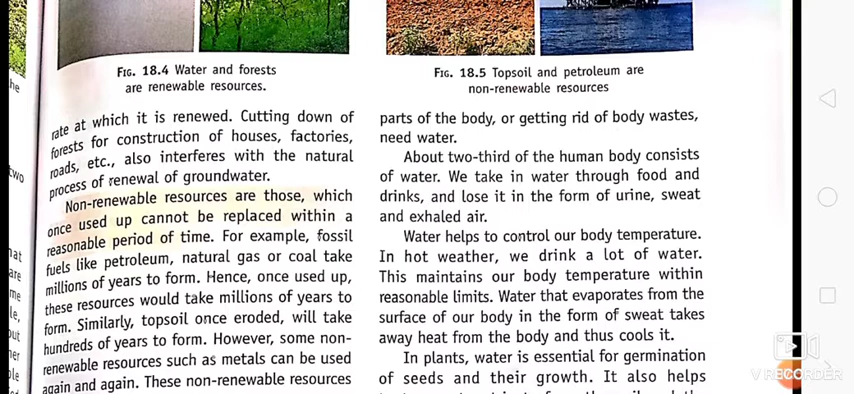 he
two
hat
are
me
le,
out
her
ple
FIG. 18.4 Water and forests
are renewable resources.
rate at which it is renewed. Cutting down of
forests for construction of houses, factories,
roads, etc., also interferes with the natural
process of renewal of groundwater.
Non-renewable resources are those, which
once used up cannot be replaced within a
reasonable period of time. For example, fossil
fuels like petroleum, natural gas or coal take
millions of years to form. Hence, once used up,
these resources would take millions of years to
form. Similarly, topsoil once eroded, will take
hundreds of years to form. However, some non-
renewable resources such as metals can be used
again and again. These non-renewable resources
FIG. 18.5 Topsoil and petroleum are
non-renewable resources
parts of the body, or getting rid of body wastes,
need water.
About two-third of the human body consists
of water. We take in water through food and
drinks, and lose it in the form of urine, sweat
and exhaled air.
Water helps to control our body temperature.
In hot weather, we drink a lot of water.
This maintains our body temperature within
reasonable limits. Water that evaporates from the
surface of our body in the form of sweat takes
away heat from the body and thus cools it.
In plants, water is essential for germination
of seeds and their growth. It also helps
V RECORDER